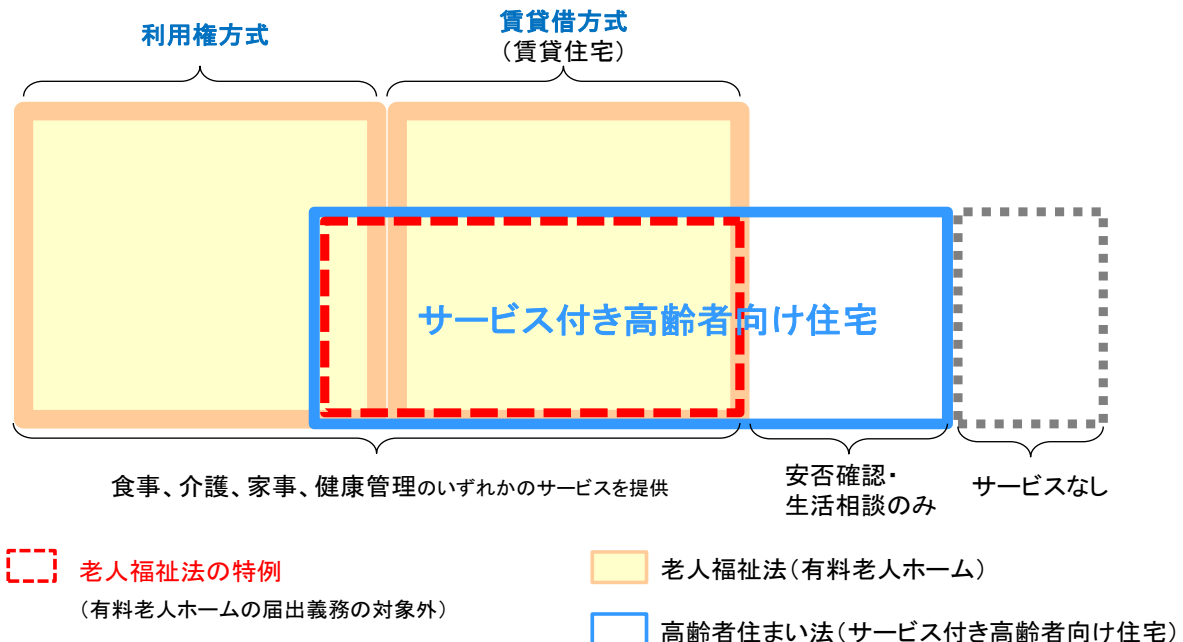 利用権方式
賃貸借方式
（賃貸住宅）
サービス付き高齢者向け住宅
食事、介護、家事、健康管理のいずれかのサービスを提供
安否確認・
生活相談のみ
サービスなし
老人福祉法の特例
（有料老人ホームの届出義務の対象外）
老人福祉法（有料老人ホーム）
高齢者住まい法（サービス付き高齢者向け住宅）